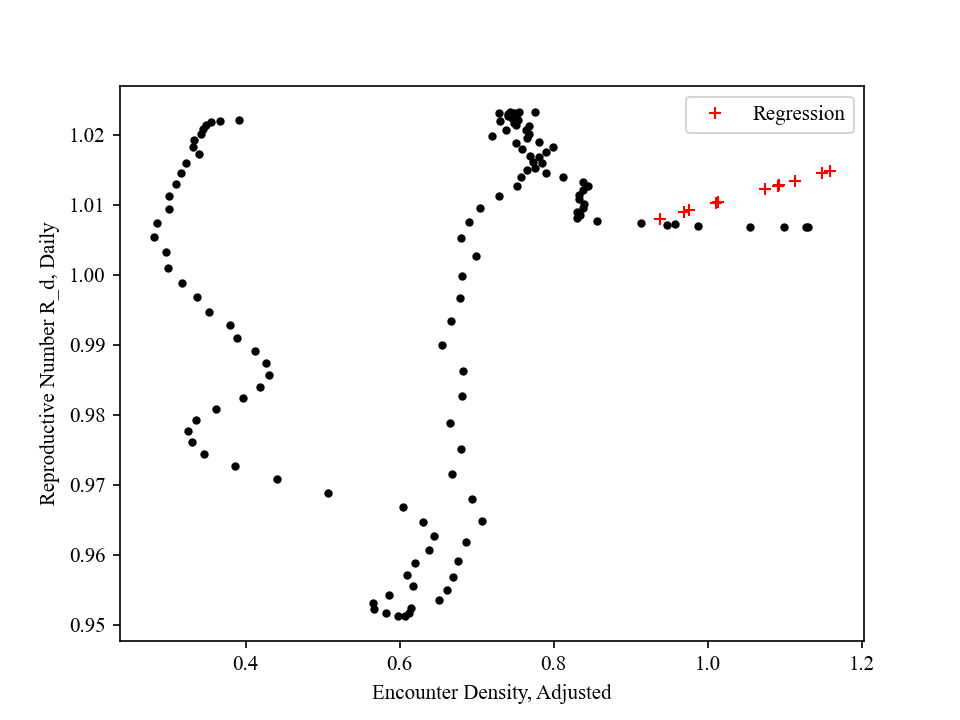 Regression
1.02
1.01
1.00
0.99
0.98
0.97
0.96
0.95
Reproductive Number R_d, Daily
0.4 0.6 0.8 1.0 1.2
Encounter Density, Adjusted